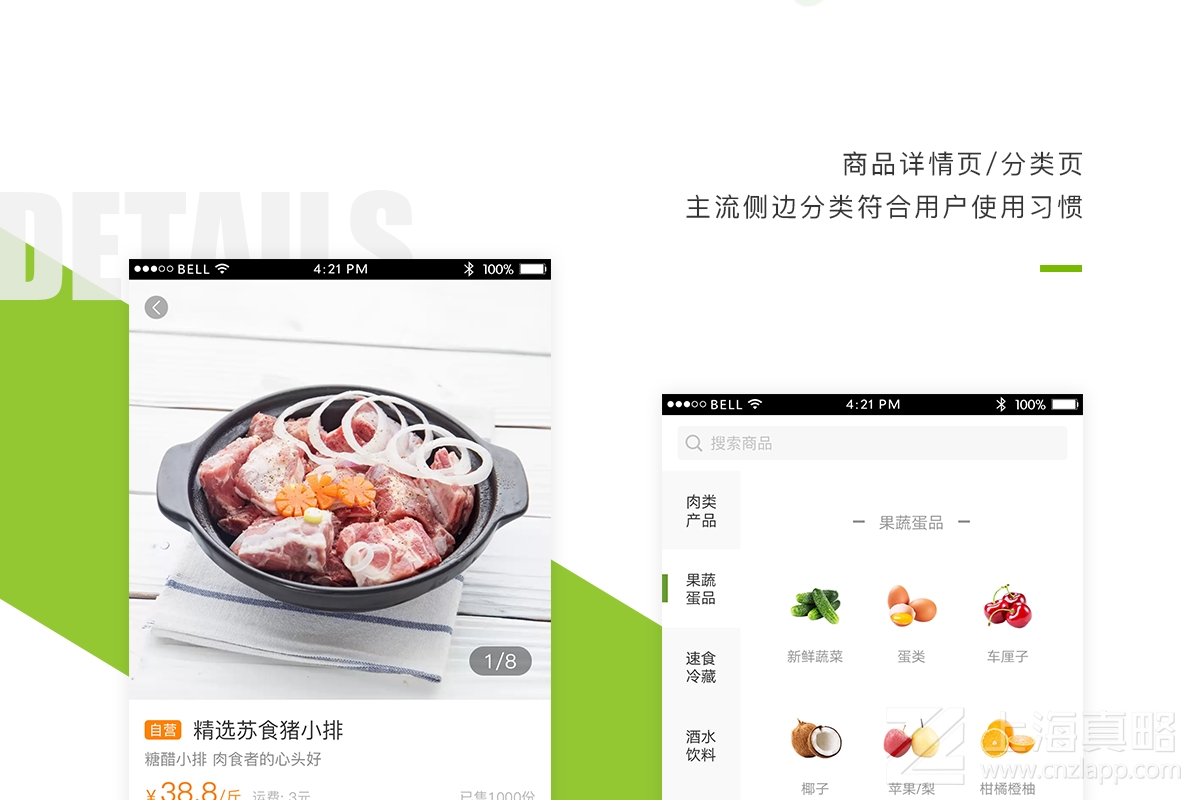 商品详情页/分类页
主流侧边分类符合用户使用习惯
DETAILS
BELL 4:21 PM 100%
1/8
自营 精选苏食猪小排
糖醋小排 肉食者的心头好
¥38.8/斤 运费: 3元 已售1000份
BELL 4:21 PM 100%
搜索商品
肉类
产品
果蔬
蛋品
速食
冷藏
酒水
饮料
果蔬蛋品
新鲜蔬菜 蛋类 车厘子
椰子 苹果/梨 柑橘橙柚
上海真略
www.cnzlapp.com